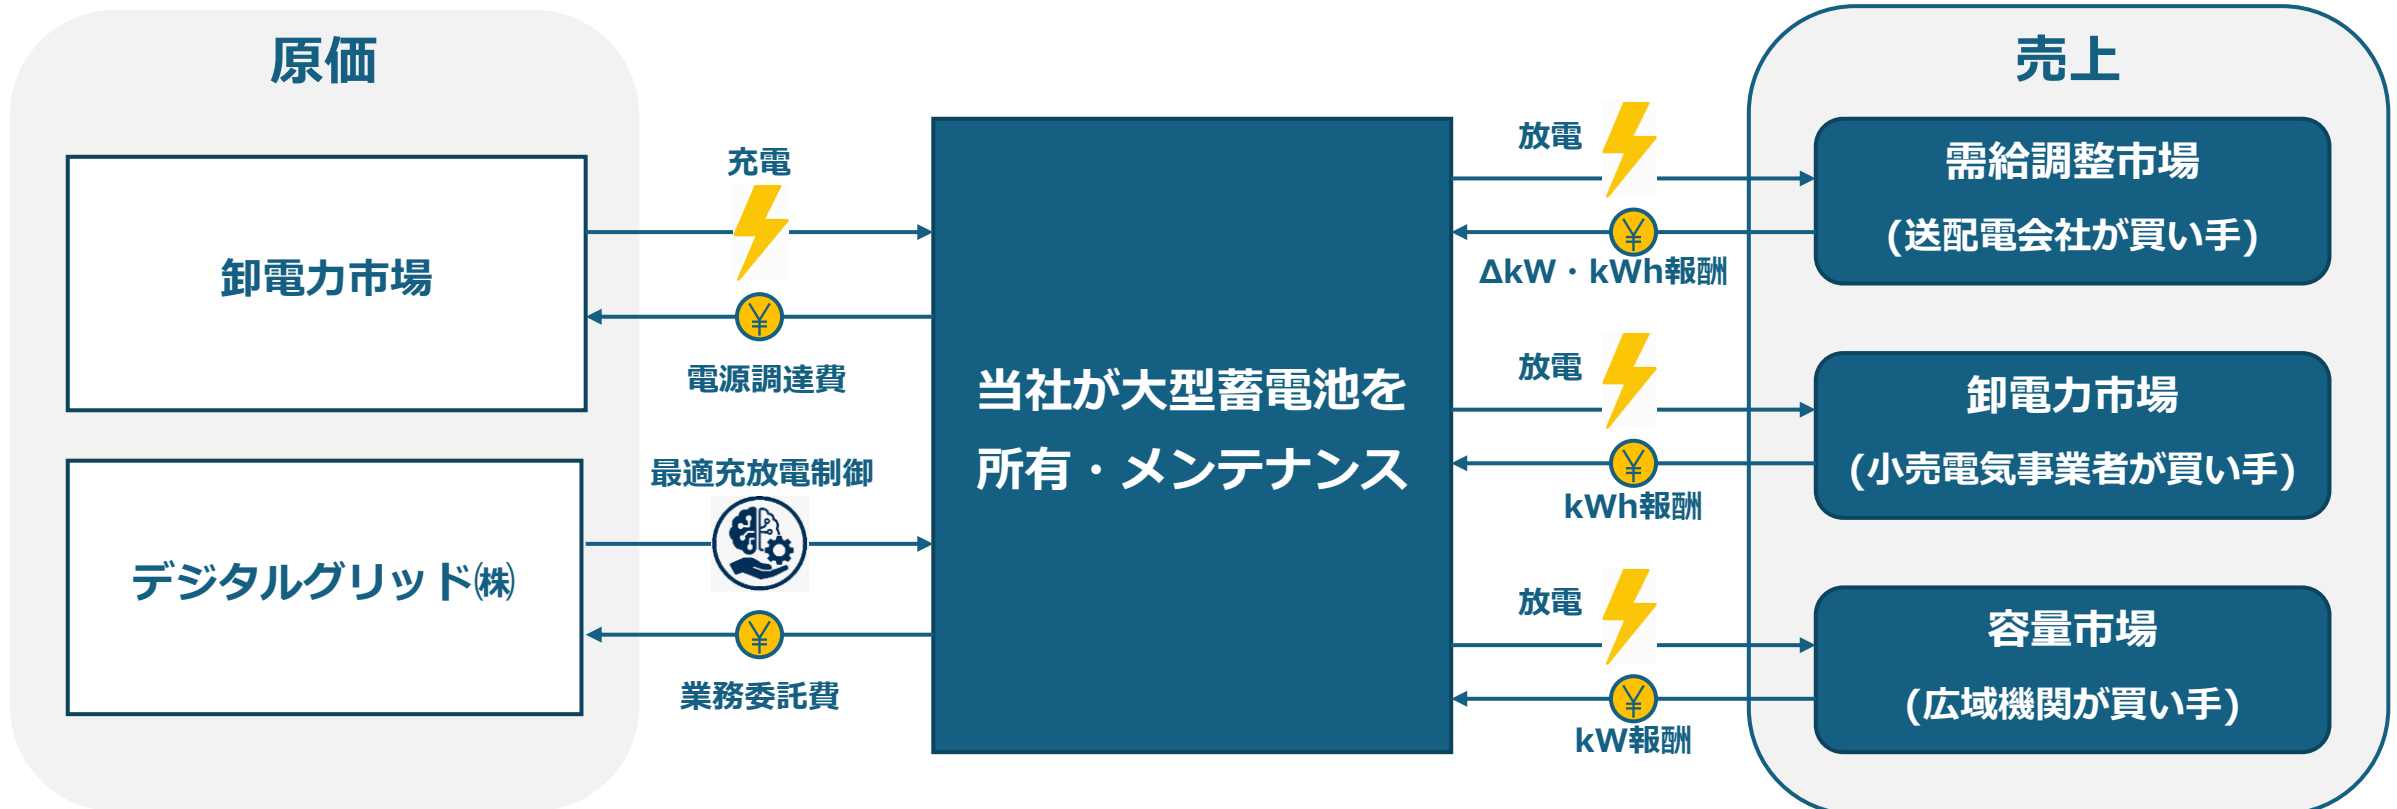 原価
卸電力市場
デジタルグリッド㈱
充電
電源調達費
最適充放電制御
業務委託費
当社が大型蓄電池を
所有・メンテナンス
放電
ΔkW・kWh報酬
放電
kWh報酬
放電
kW報酬
売上
需給調整市場
(送配電会社が買い手)
卸電力市場
(小売電気事業者が買い手)
容量市場
(広域機関が買い手)